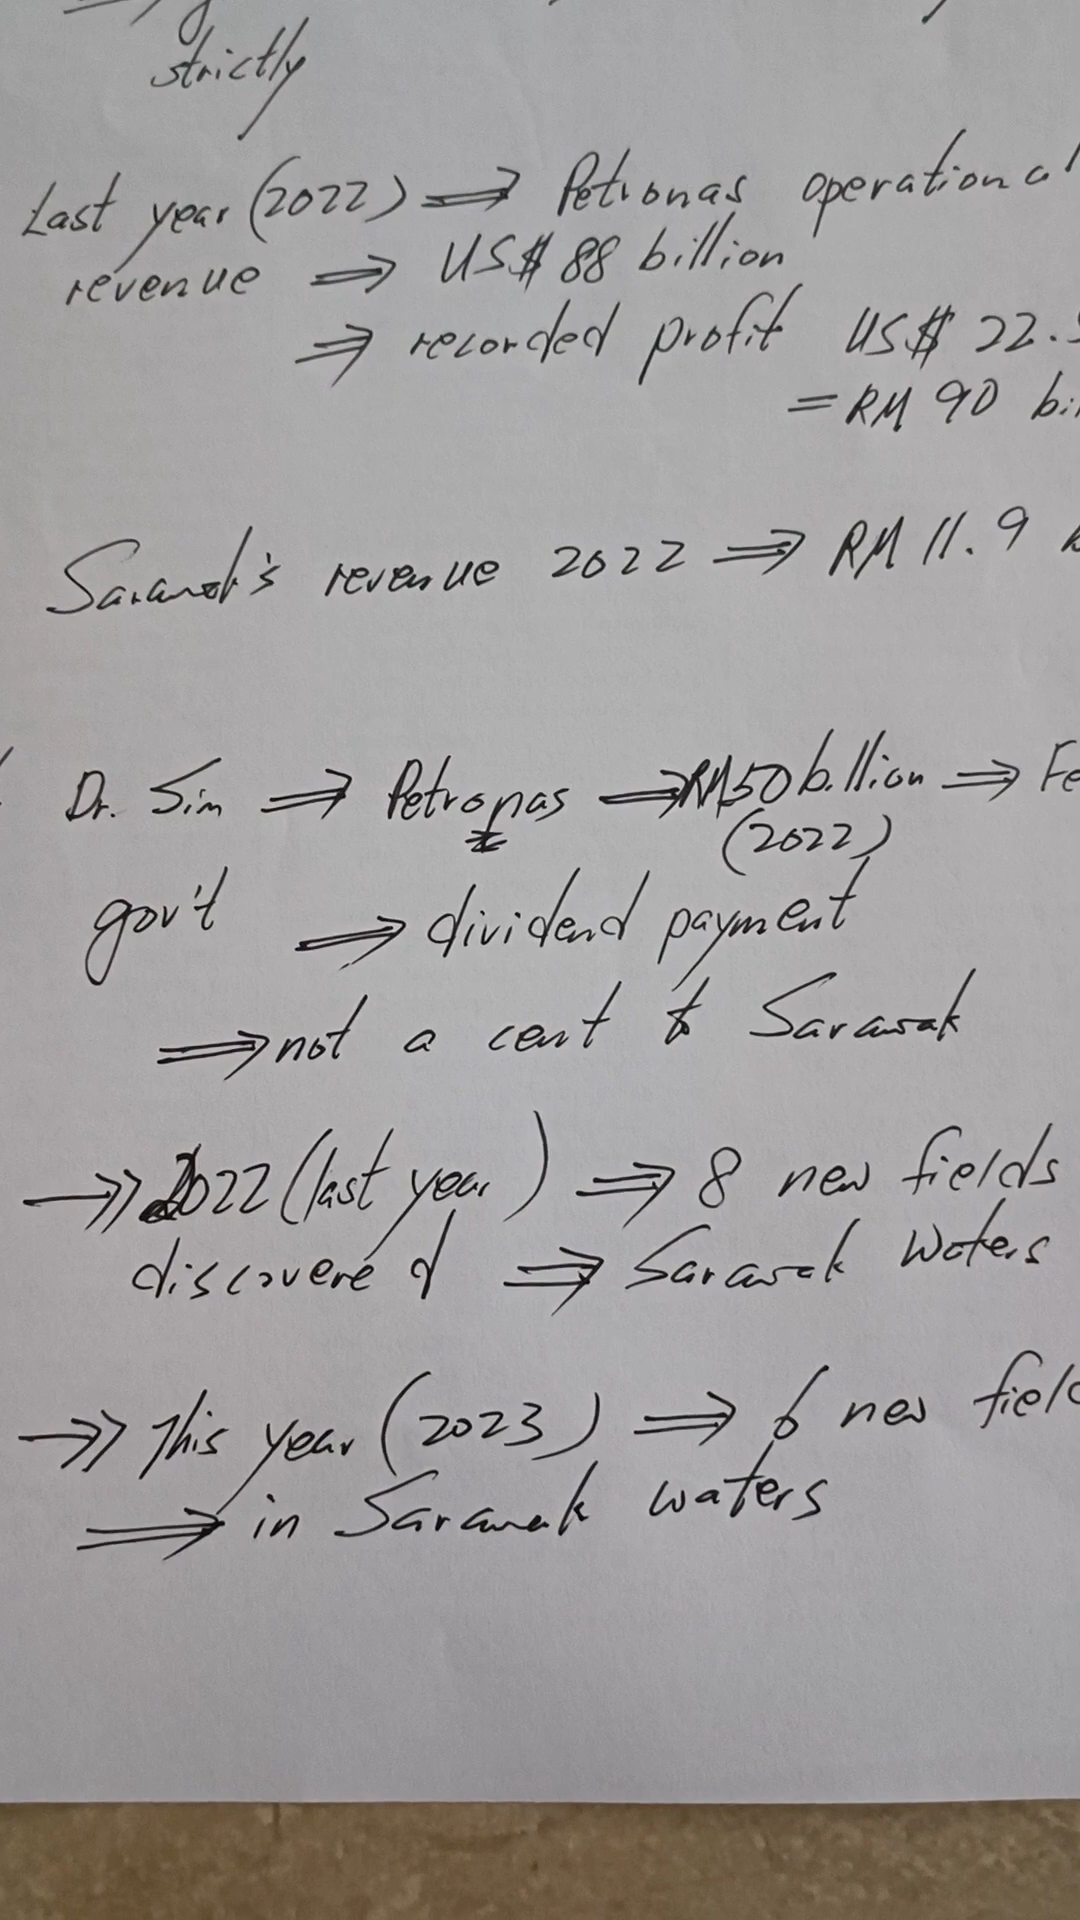 strictly
Last year (2022) ⇒ Petronas operational
revenue ⇒ US$ 88 billion
⇒ recorded profit US$ 22.
= RM 90
Sarawak's revenue 2022 ⇒ RM 11.9
Dr. Sim ⇒ Petronas ⇒ RM50 billion ⇒
(2022)
gov't ⇒ dividend payment
⇒ not a cent to Sarawak
→» 2022 (last year) ⇒ 8 new fields
discovered ⇒ Sarawak Waters
→» This year (2023) ⇒ 6 new
⇒ in Sarawak waters